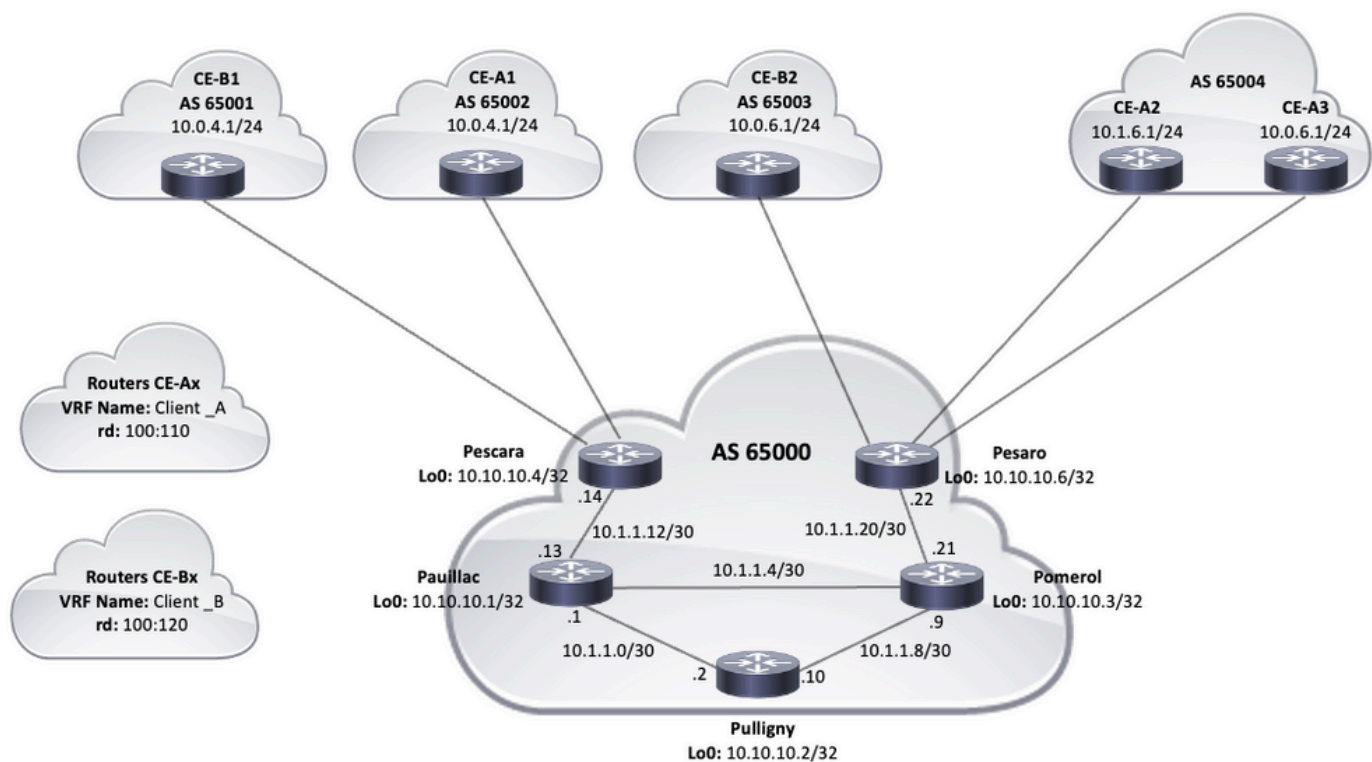 CE-B1
AS 65001
10.0.4.1/24
CE-A1
AS 65002
10.0.4.1/24
CE-B2
AS 65003
10.0.6.1/24
AS 65004
CE-A2
10.1.6.1/24
CE-A3
10.0.6.1/24
Routers CE-Ax
VRF Name: Client _A
rd: 100:110
Routers CE-Bx
VRF Name: Client _B
rd: 100:120
AS 65000
Pescara
Lo0: 10.10.10.4/32
.14
Pesaro
Lo0: 10.10.10.6/32
.22
10.1.1.12/30
10.1.1.20/30
.13
.21
Pauillac
Lo0: 10.10.10.1/32
10.1.1.4/30
Pomerol
Lo0: 10.10.10.3/32
.1
.9
10.1.1.0/30
10.1.1.8/30
.2
.10
Pulligny
Lo0: 10.10.10.2/32